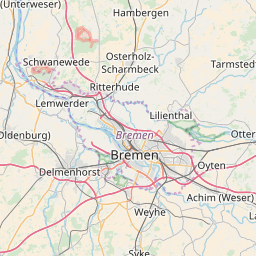 (Unterweser)
Hambergen
Schwanewede
Osterholz-
Scharmbeck
Tarmsted
Ritterhude
Lemwerder
Lilienthal
Oldenburg)
Bremen
Otter
Bremen
Oyten
Delmenhorst
Achim (Weser)
Weyhe
Syke